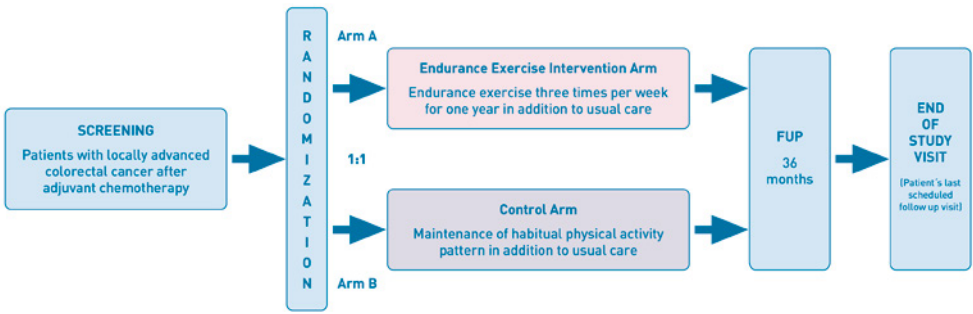 SCREENING
Patients with locally advanced
colorectal cancer after
adjuvant chemotherapy
R
A
N
D
O
M
I
Z
A
T
I
O
N
Arm A
1:1
Arm B
Endurance Exercise Intervention Arm
Endurance exercise three times per week
for one year in addition to usual care
Control Arm
Maintenance of habitual physical activity
pattern in addition to usual care
FUP
36
months
END
OF
STUDY
VISIT
(Patient´s last
scheduled
follow up visit)